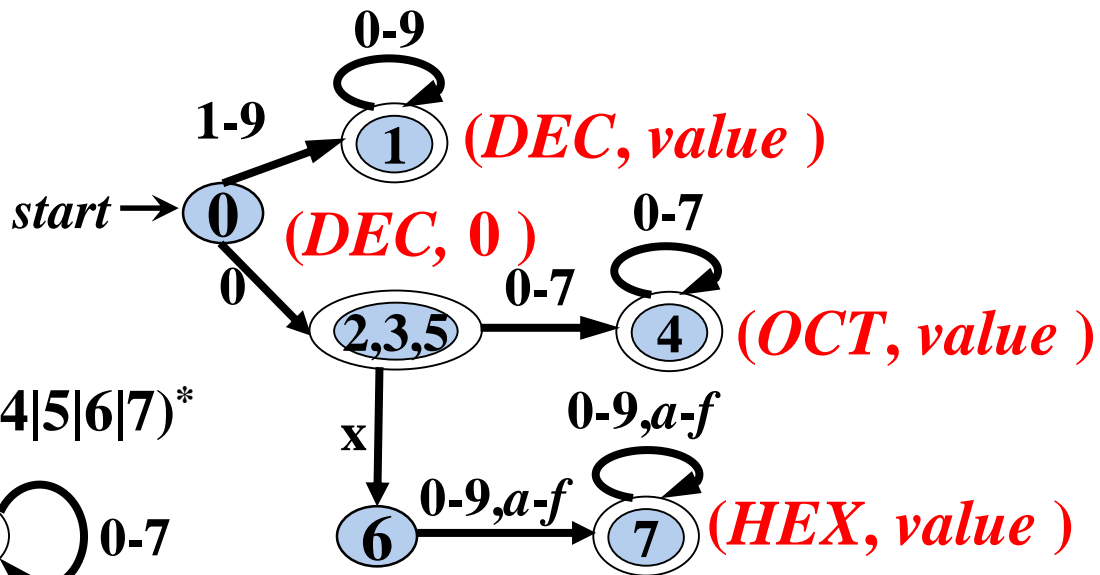 0-9
1-9
1
(DEC, value )
start
0
(DEC, 0 )
0-7
0
0-7
2,3,5
4
(OCT, value )
4|5|6|7)*
0-9,a-f
x
0-9,a-f
0-7
6
7
(HEX, value )